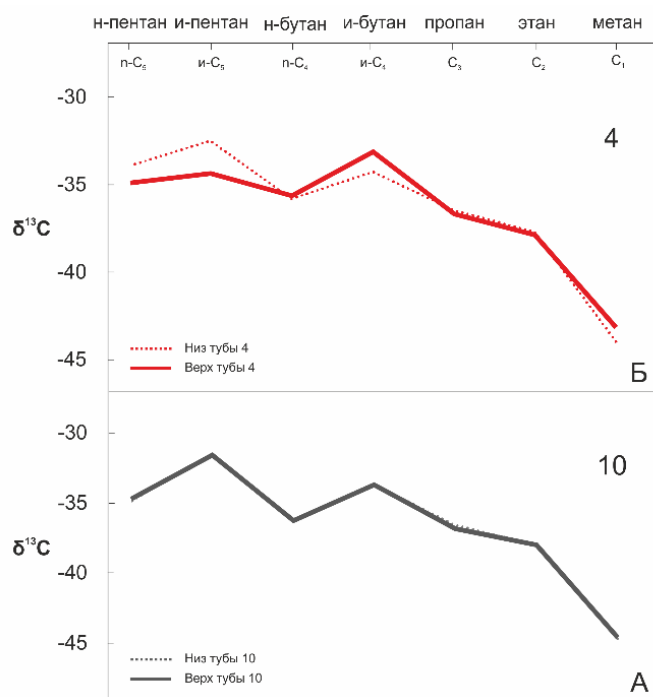 н-пентан и-пентан н-бутан и-бутан пропан этан метан
n-C₅ и-C₅ n-C₄ и-C₄ C₃ C₂ C₁
-30
4
-35
δ¹³C
-40
-45
Низ тубы 4
Верх тубы 4
Б
-30
10
-35
δ¹³C
-40
-45
Низ тубы 10
Верх тубы 10
А